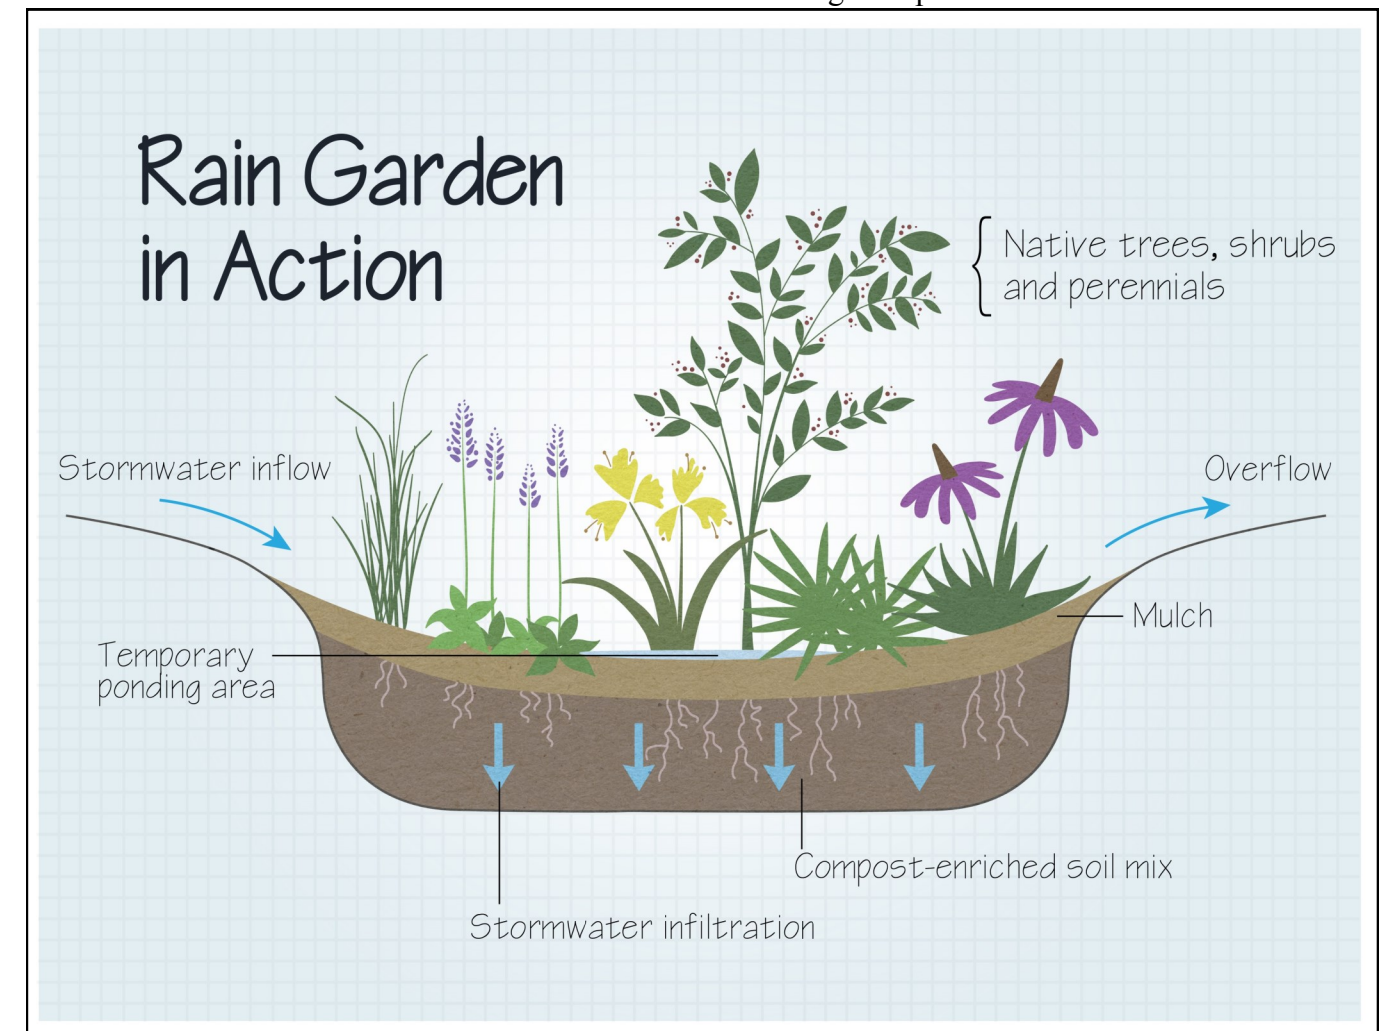 Rain Garden
in Action
Native trees, shrubs
and perennials
Stormwater inflow
Overflow
Mulch
Temporary
ponding area
Compost-enriched soil mix
Stormwater infiltration